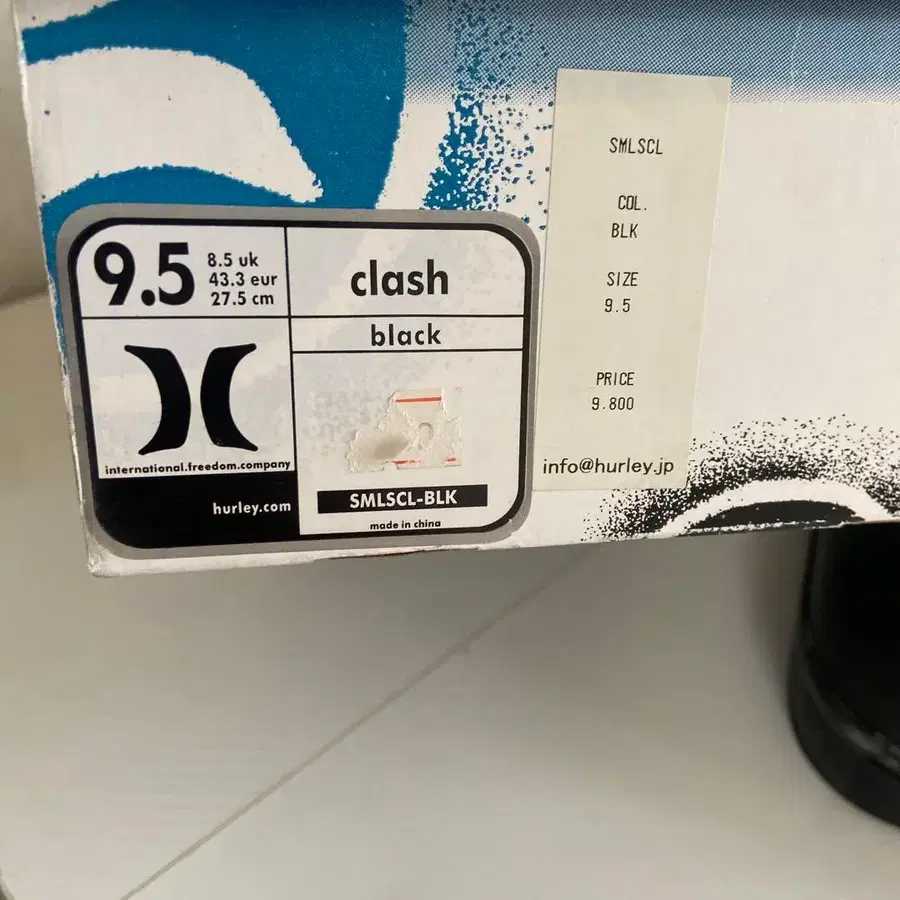 9.5
8.5 uk
43.3 eur
27.5 cm
clash
black
international.freedom.company
hurley.com
SMLSCL-BLK
made in china
SMLSCL
COL.
BLK
SIZE
9.5
PRICE
9.800
info@hurley.jp